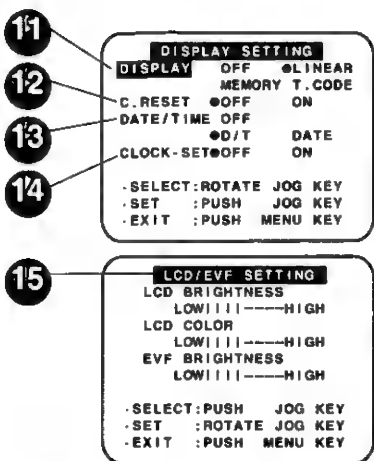 11
DISPLAY SETTING
DISPLAY OFF ●LINEAR
MEMORY T.CODE
12
C.RESET ●OFF ON
13
DATE/TIME OFF
●D/T DATE
14
CLOCK-SET●OFF ON
-SELECT:ROTATE JOG KEY
-SET :PUSH JOG KEY
-EXIT :PUSH MENU KEY
15
LCD/EVF SETTING
LCD BRIGHTNESS
LOW||||----HIGH
LCD COLOR
LOW||||----HIGH
EVF BRIGHTNESS
LOW||||----HIGH
-SELECT:PUSH JOG KEY
-SET :ROTATE JOG KEY
-EXIT :PUSH MENU KEY